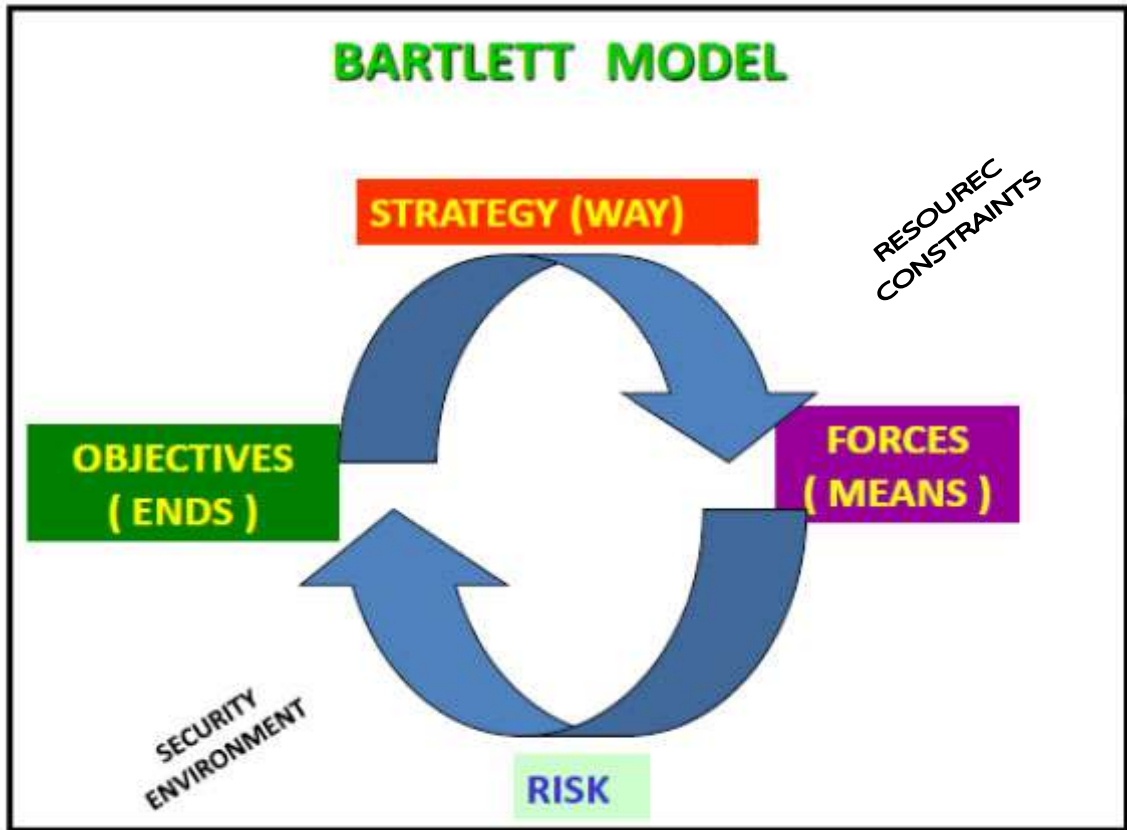 BARTLETT MODEL
STRATEGY (WAY)
RESOUREC
CONSTRAINTS
OBJECTIVES
( ENDS )
FORCES
( MEANS )
SECURITY
ENVIRONMENT
RISK